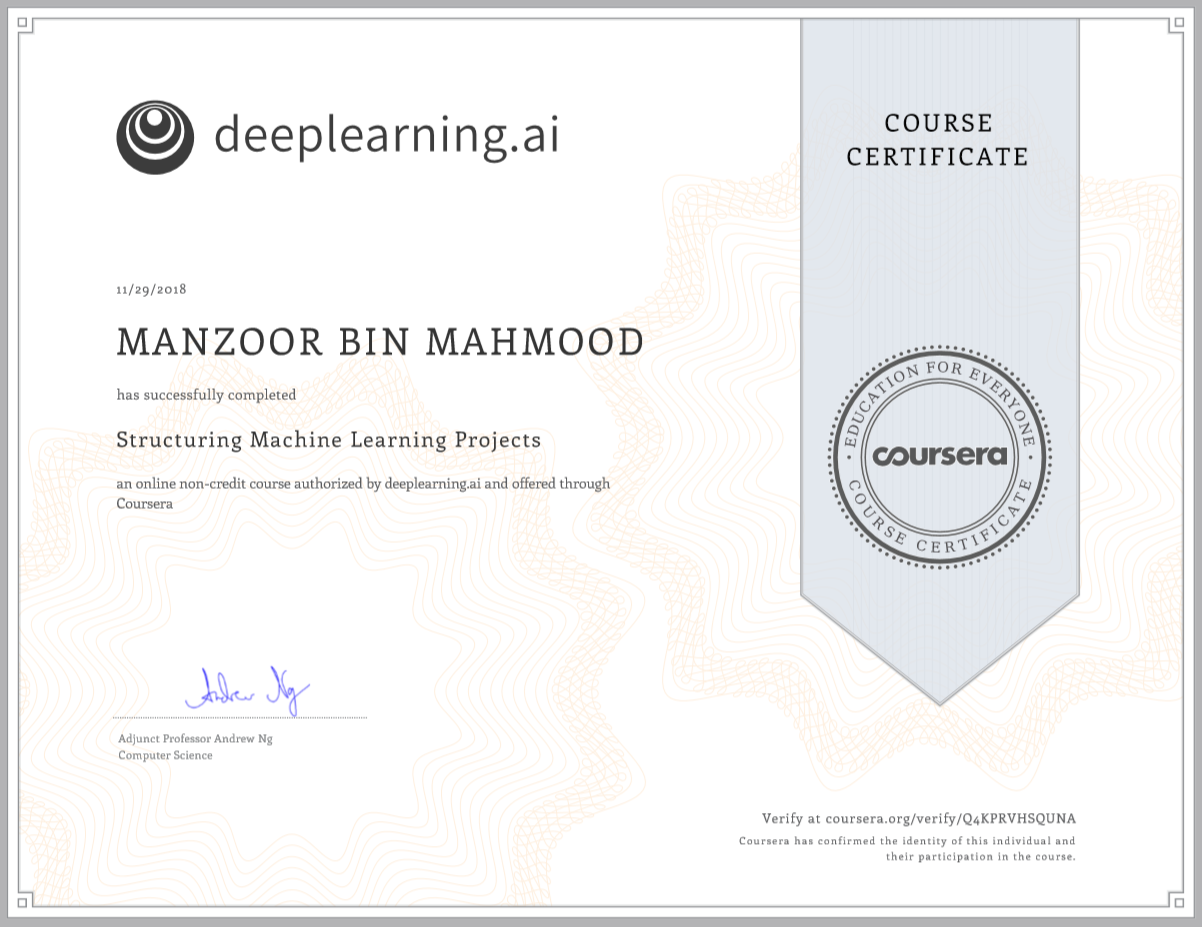 deeplearning.ai
COURSE
CERTIFICATE
11/29/2018
MANZOOR BIN MAHMOOD
has successfully completed
Structuring Machine Learning Projects
an online non-credit course authorized by deeplearning.ai and offered through
Coursera
EDUCATION FOR EVERYONE
coursera
COURSE CERTIFICATE
Andrew Ng
Adjunct Professor Andrew Ng
Computer Science
Verify at coursera.org/verify/Q4KPRVHSQUNA
Coursera has confirmed the identity of this individual and
their participation in the course.